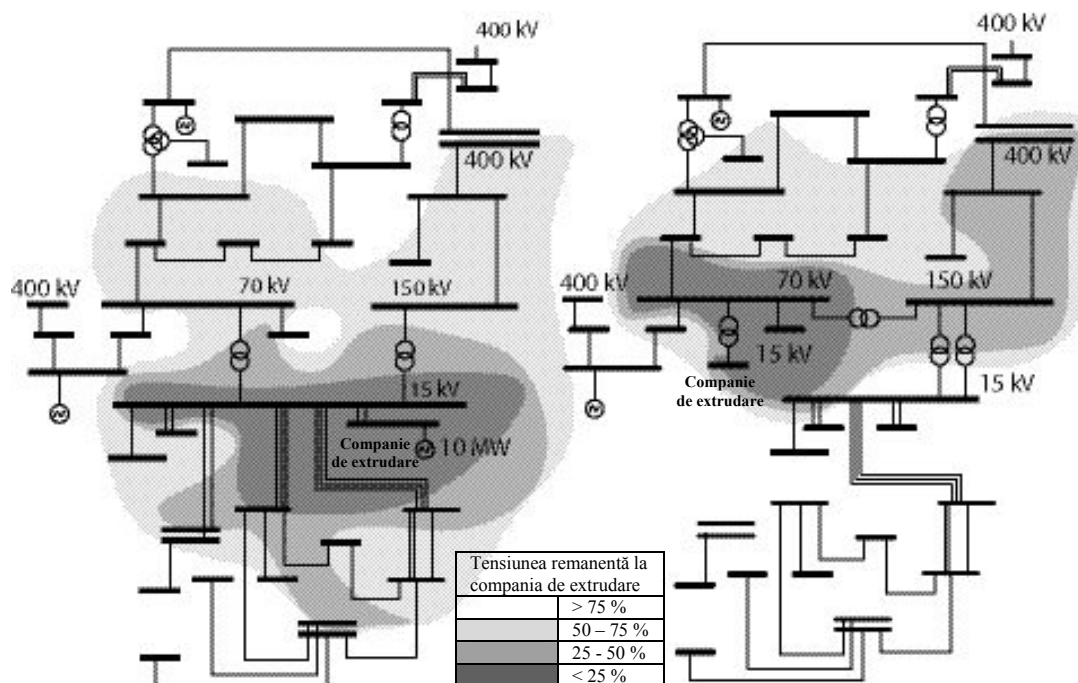 400 kV
400 kV
70 kV
150 kV
400 kV
15 kV
Companie
de extrudare
10 MW
400 kV
400 kV
70 kV
150 kV
400 kV
15 kV
Companie
de extrudare
15 kV
Tensiunea remanentă la
compania de extrudare
> 75 %
50 – 75 %
25 - 50 %
< 25 %